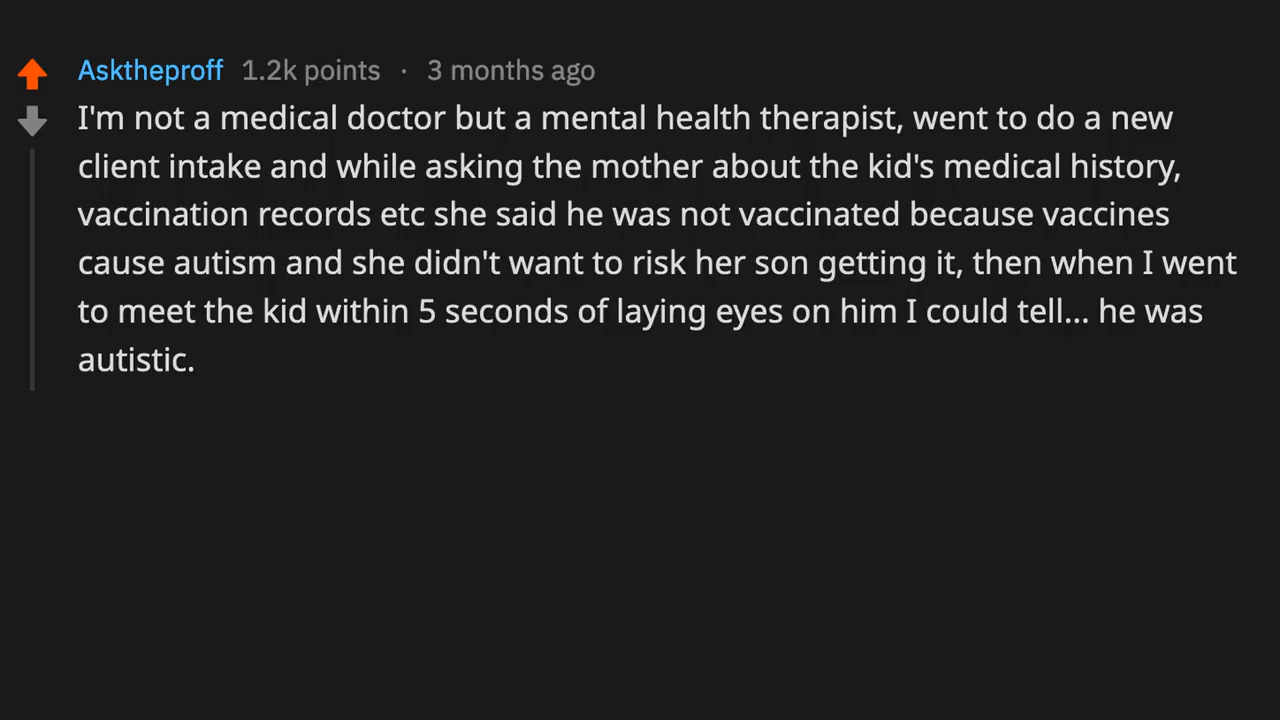 Asktheproff 1.2k points · 3 months ago
I'm not a medical doctor but a mental health therapist, went to do a new
client intake and while asking the mother about the kid's medical history,
vaccination records etc she said he was not vaccinated because vaccines
cause autism and she didn't want to risk her son getting it, then when I went
to meet the kid within 5 seconds of laying eyes on him I could tell... he was
autistic.